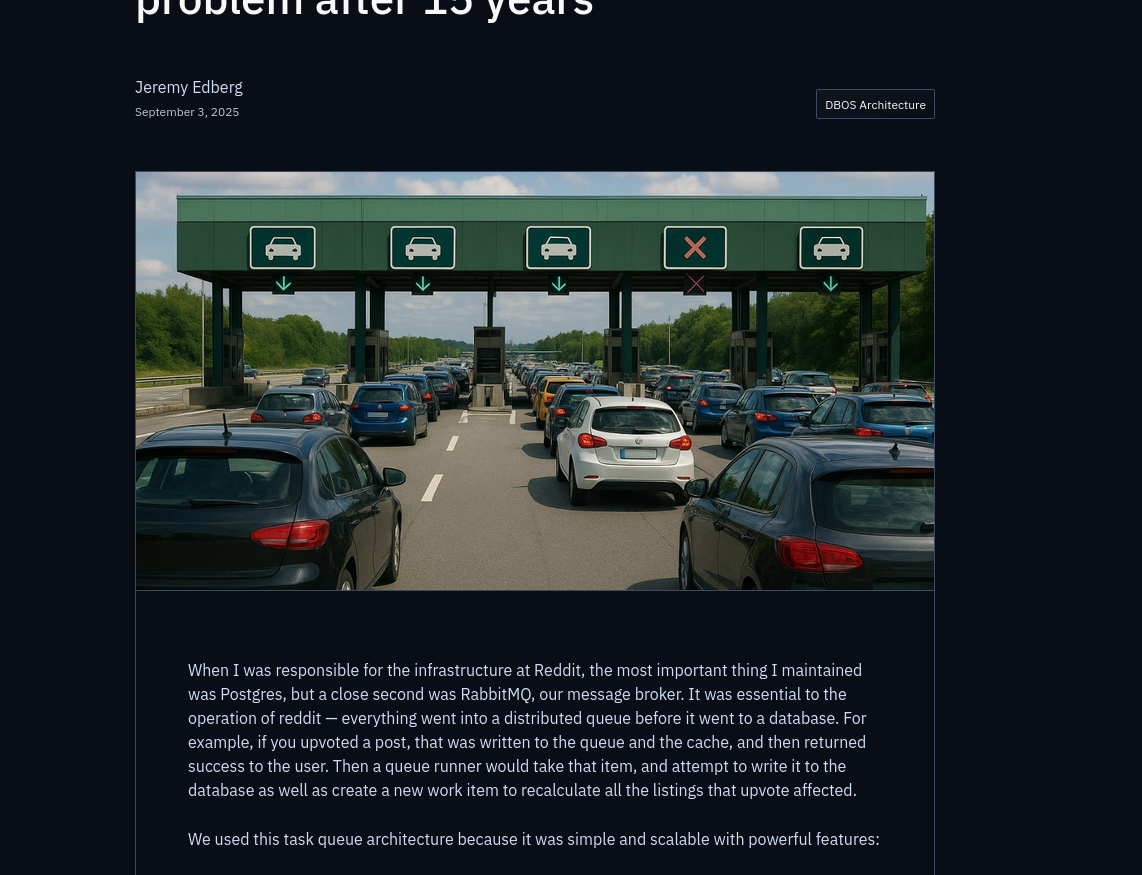 problem after 15 years
Jeremy Edberg
September 3, 2025
DBOS Architecture
When I was responsible for the infrastructure at Reddit, the most important thing I maintained
was Postgres, but a close second was RabbitMQ, our message broker. It was essential to the
operation of reddit — everything went into a distributed queue before it went to a database. For
example, if you upvoted a post, that was written to the queue and the cache, and then returned
success to the user. Then a queue runner would take that item, and attempt to write it to the
database as well as create a new work item to recalculate all the listings that upvote affected.
We used this task queue architecture because it was simple and scalable with powerful features: